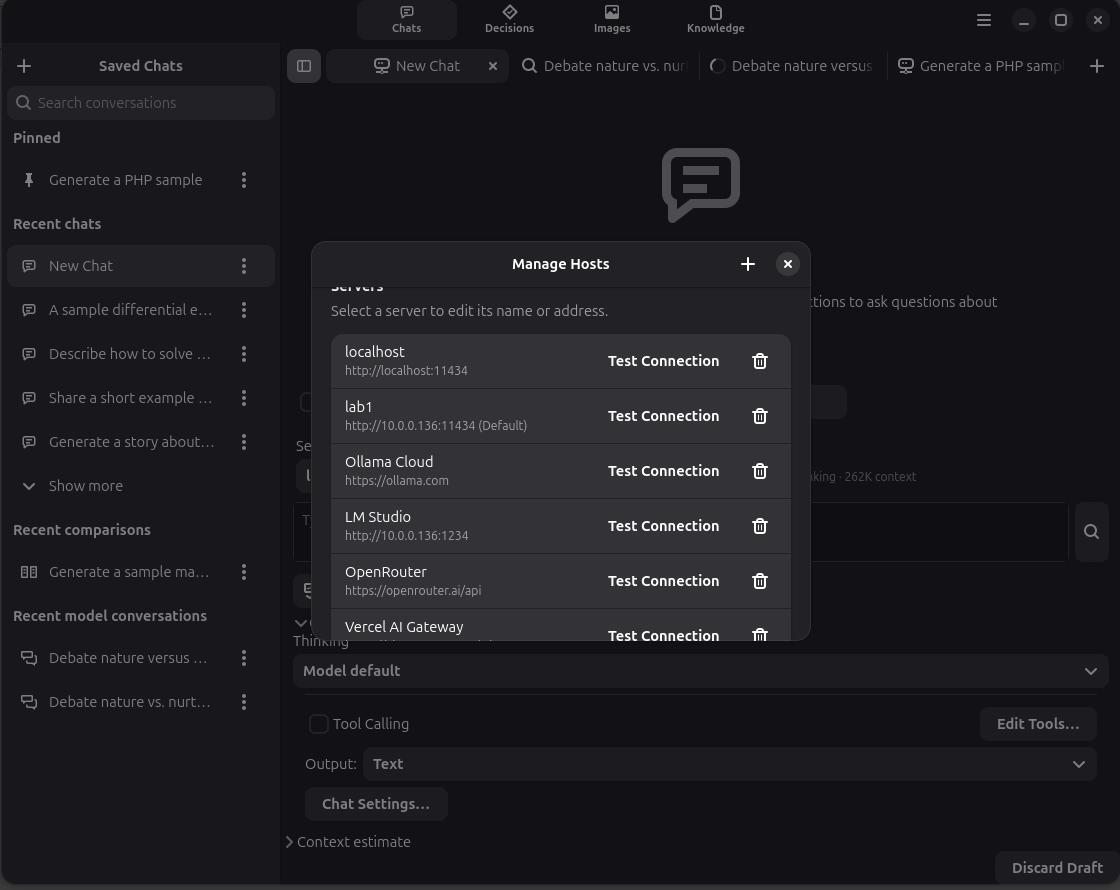 Chats
Decisions
Images
Knowledge
Saved Chats
New Chat
Debate nature vs. nur
Debate nature versus
Generate a PHP samp
Search conversations
Pinned
Generate a PHP sample
Recent chats
New Chat
A sample differential e...
Describe how to solve ...
Share a short example ...
Generate a story about...
Show more
Recent comparisons
Generate a sample ma...
Recent model conversations
Debate nature versus ...
Debate nature vs. nurt...
ctions to ask questions about
Se
king · 262K context
Manage Hosts
Servers
Select a server to edit its name or address.
localhost
http://localhost:11434
Test Connection
lab1
http://10.0.0.136:11434 (Default)
Test Connection
Ollama Cloud
https://ollama.com
Test Connection
LM Studio
http://10.0.0.136:1234
Test Connection
OpenRouter
https://openrouter.ai/api
Test Connection
Vercel AI Gateway
Test Connection
Thinking
Model default
Tool Calling
Edit Tools...
Output:
Text
Chat Settings...
Context estimate
Discard Draft